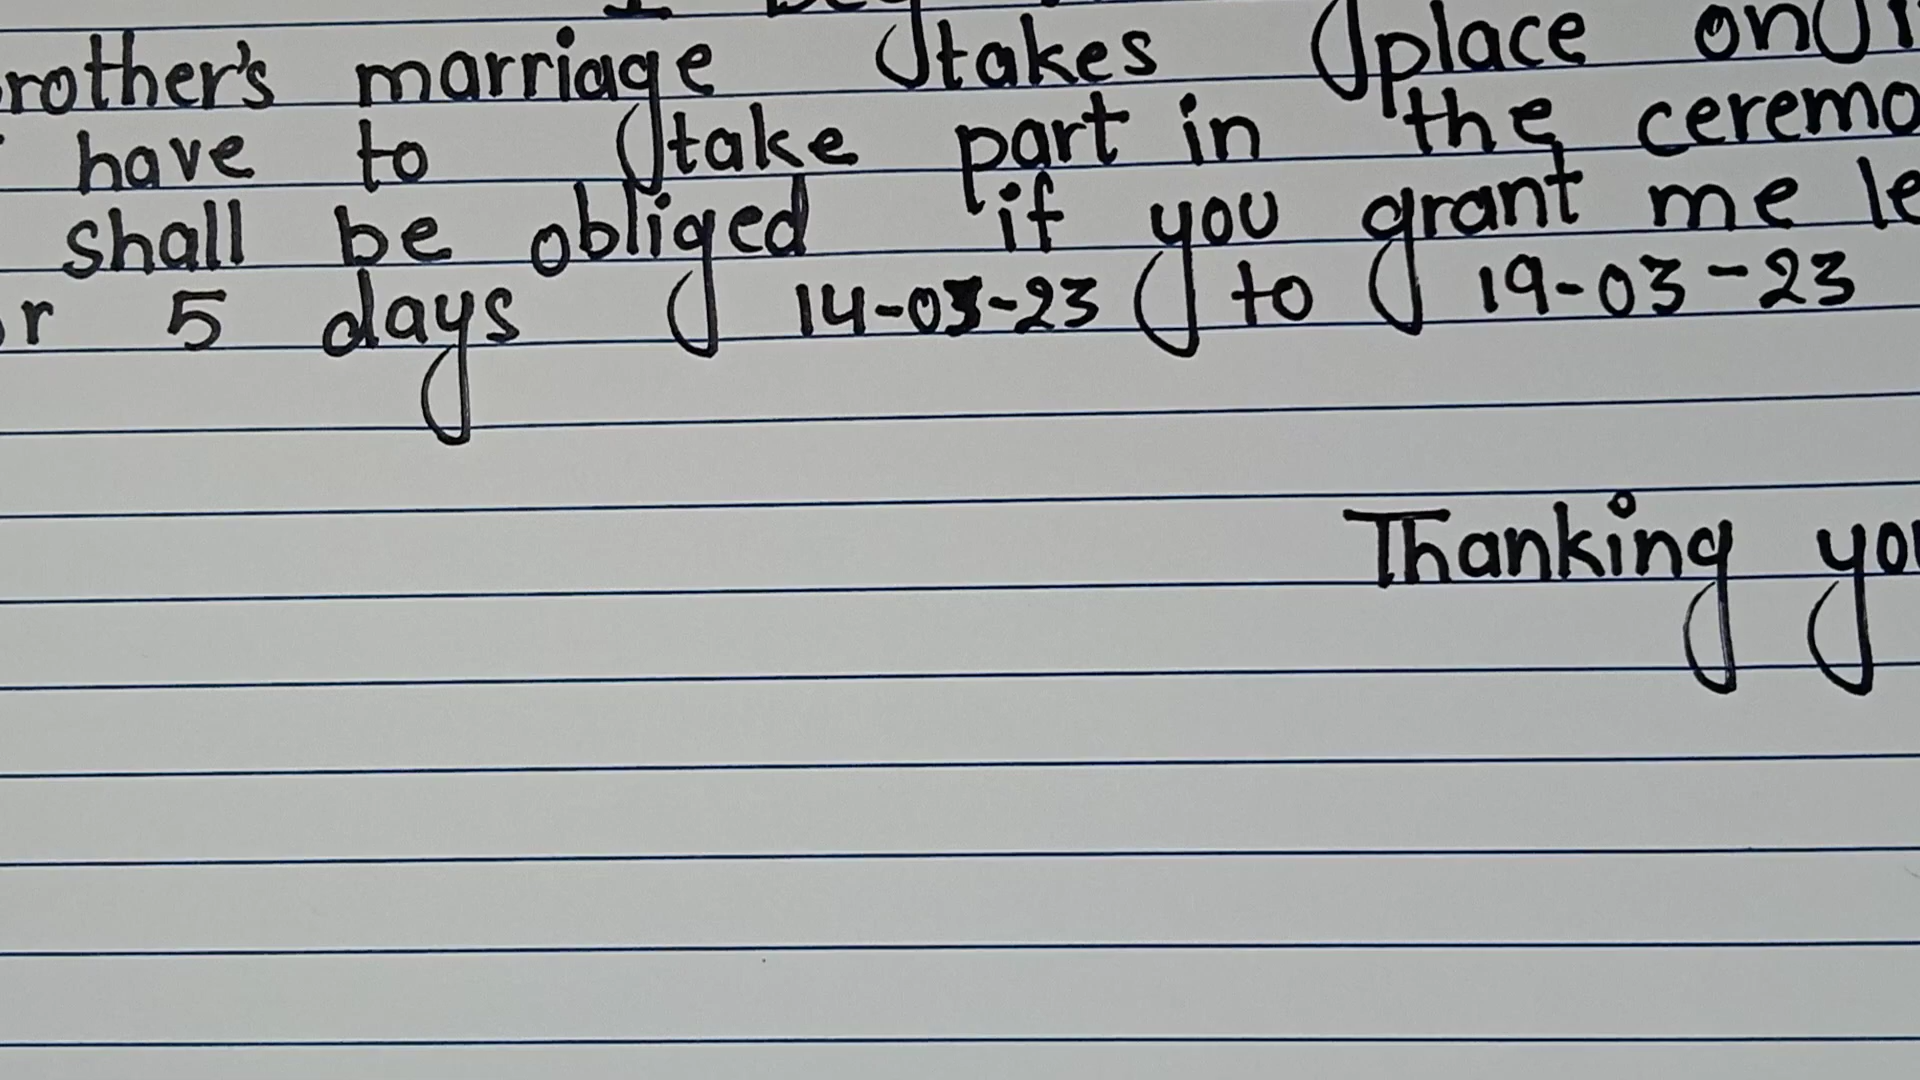 rother's marriage takes place on
have to take part in the ceremo
shall be obliged if you grant me le
r 5 days 14-03-23 to 19-03-23
Thanking yo